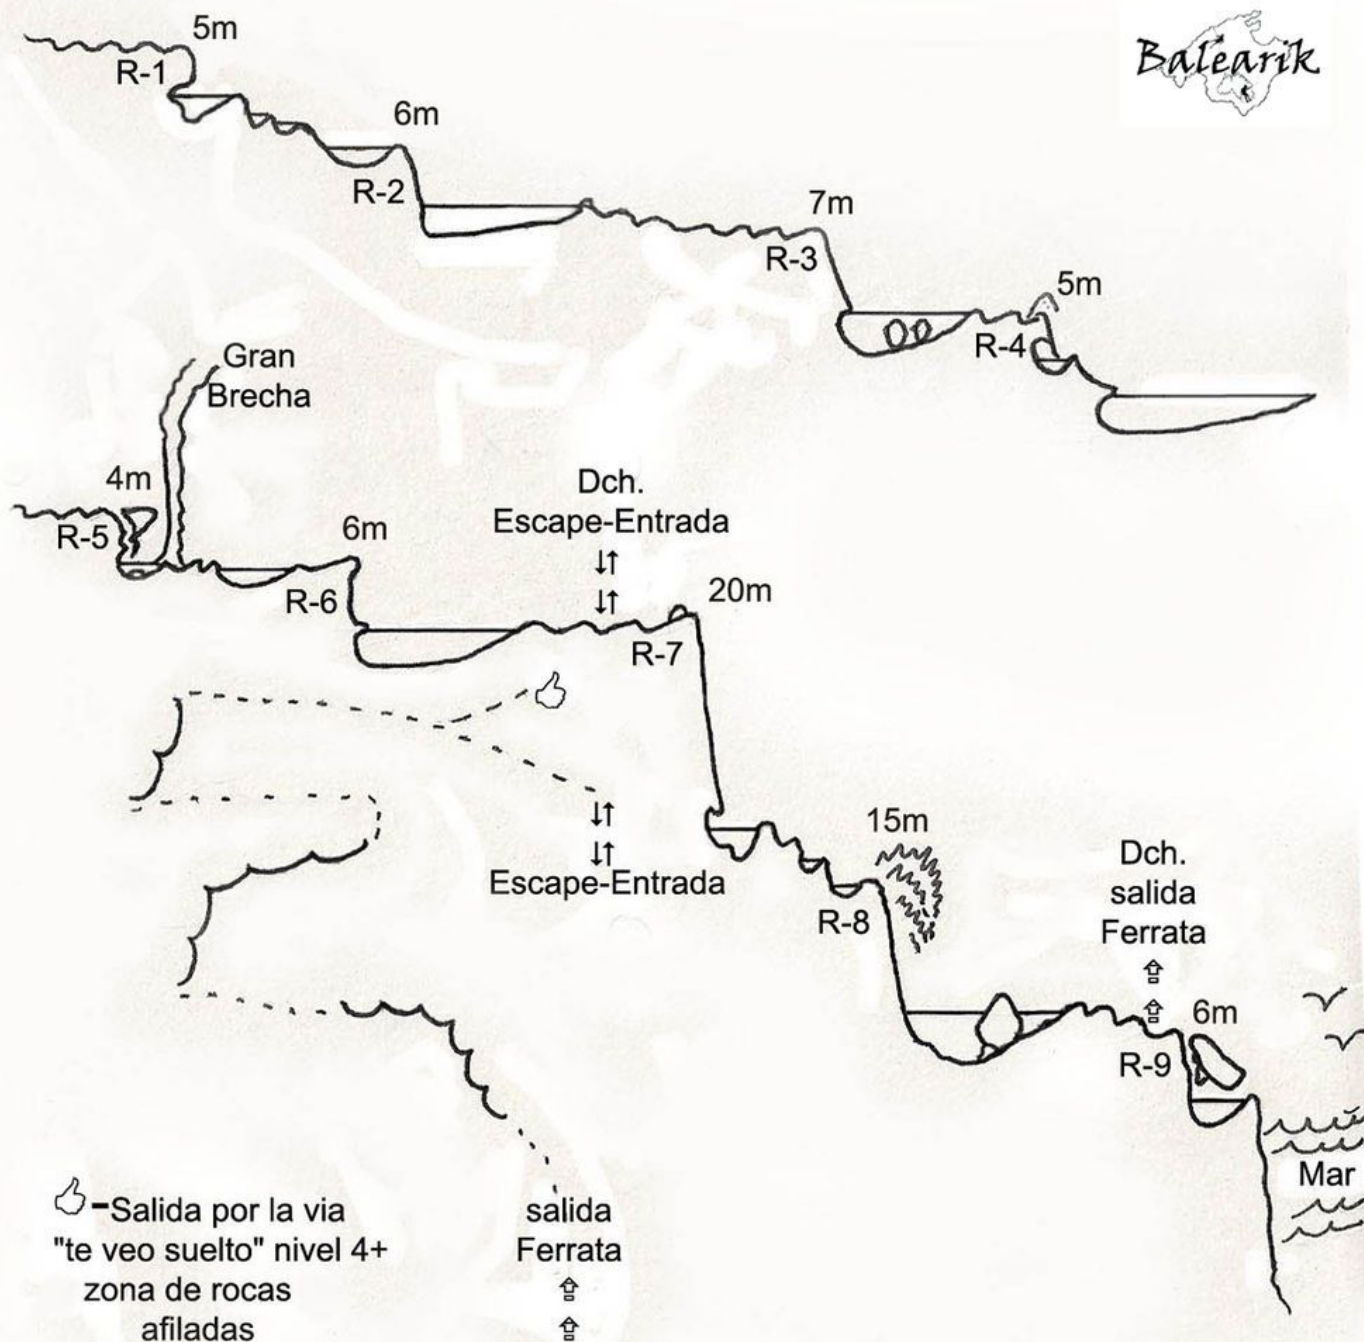 Balearik
5m
R-1
6m
R-2
7m
R-3
5m
R-4
Gran
Brecha
4m
R-5
6m
R-6
Dch.
Escape-Entrada
20m
R-7
Escape-Entrada
15m
R-8
Dch.
salida
Ferrata
6m
R-9
Mar
-Salida por la via
"te veo suelto" nivel 4+
zona de rocas
afiladas
salida
Ferrata